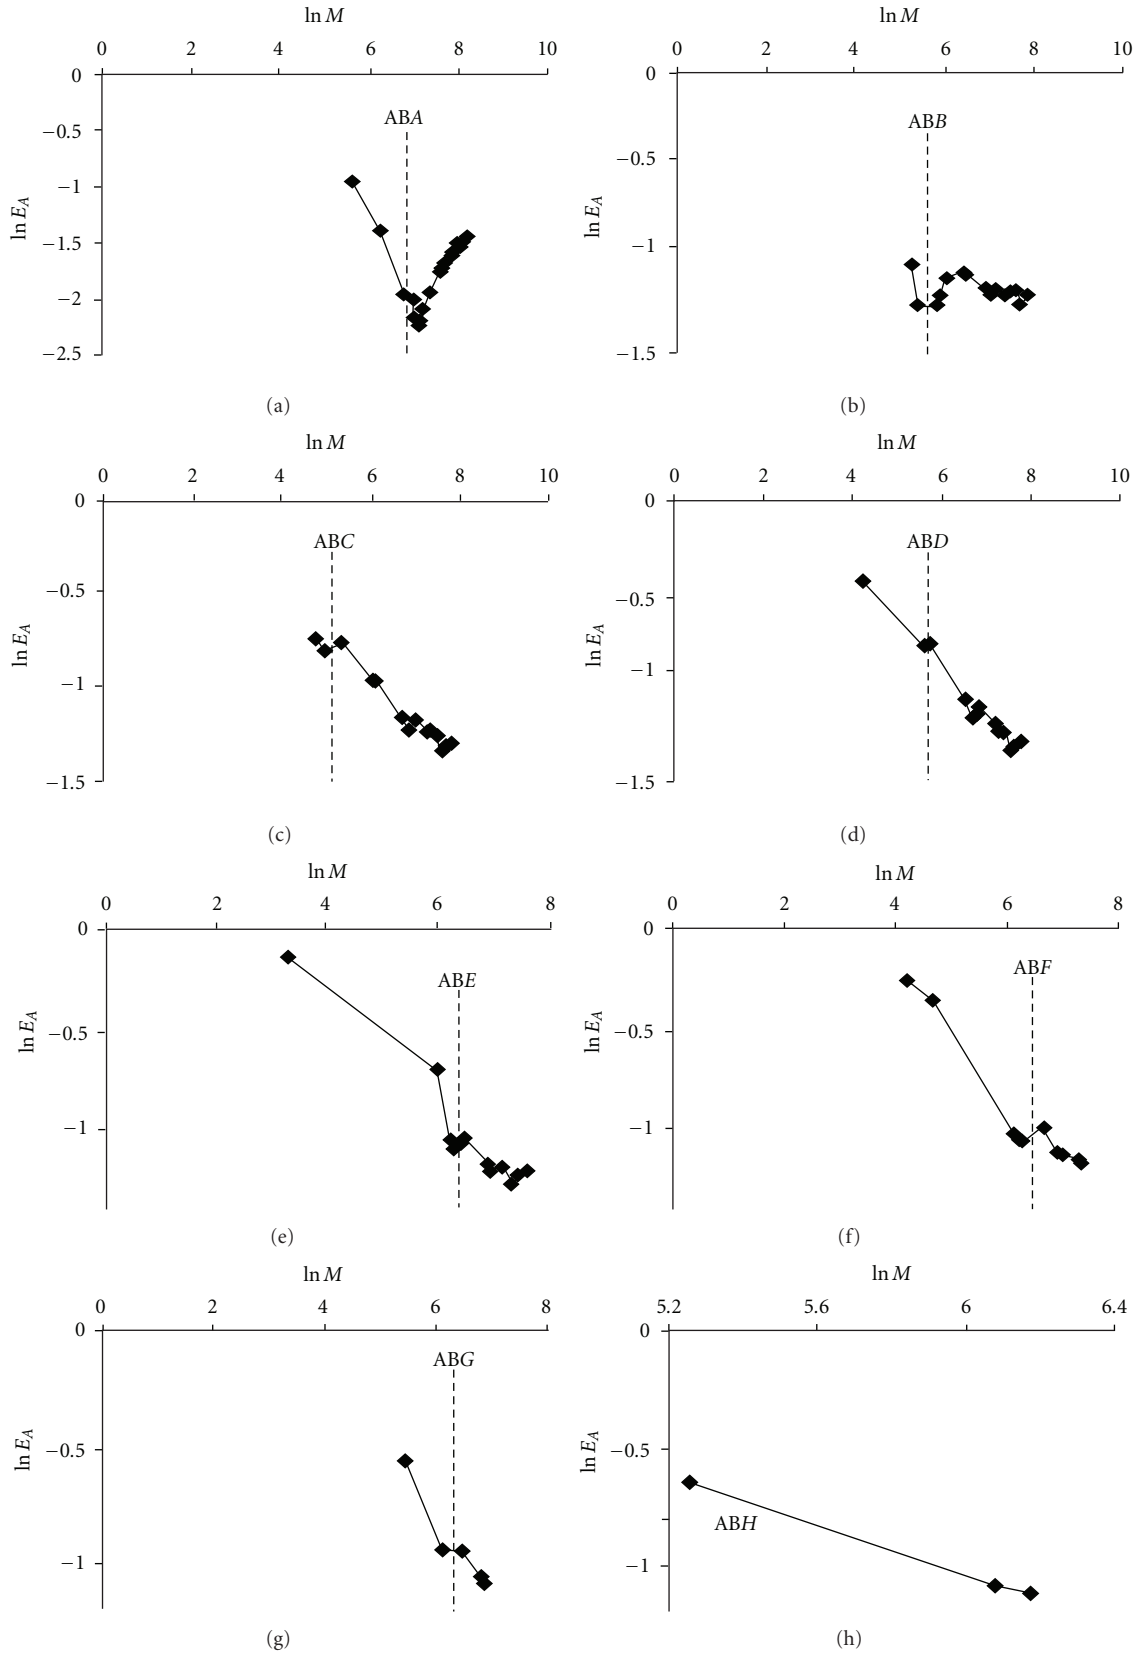 ln M
0 2 4 6 8 10
0
−0.5
−1
−1.5
−2
−2.5
ln E_A
ABA
(a)
ln M
0 2 4 6 8 10
0
−0.5
−1
−1.5
ln E_A
ABB
(b)
ln M
0 2 4 6 8 10
0
−0.5
−1
−1.5
ln E_A
ABC
(c)
ln M
0 2 4 6 8 10
0
−0.5
−1
−1.5
ln E_A
ABD
(d)
ln M
0 2 4 6 8
0
−0.5
−1
ln E_A
ABE
(e)
ln M
0 2 4 6 8
0
−0.5
−1
ln E_A
ABF
(f)
ln M
0 2 4 6 8
0
−0.5
−1
ln E_A
ABG
(g)
ln M
5.2 5.6 6 6.4
0
−0.5
−1
ln E_A
ABH
(h)